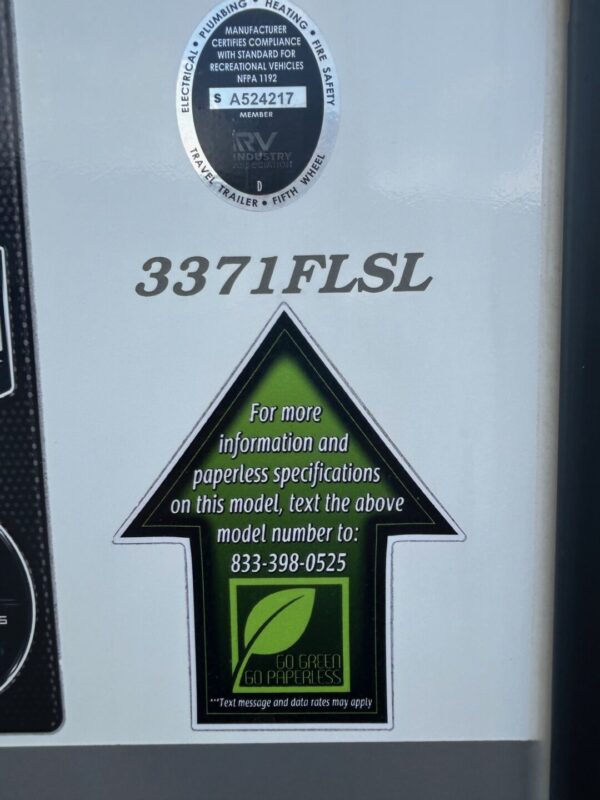 ELECTRICAL • PLUMBING • HEATING • FIRE SAFETY
MANUFACTURER
CERTIFIES COMPLIANCE
WITH STANDARD FOR
RECREATIONAL VEHICLES
NFPA 1192
S A524217
MEMBER
RV
INDUSTRY
ASSOCIATION
D
TRAVEL TRAILER • FIFTH WHEEL
3371FLSL
For more
information and
paperless specifications
on this model, text the above
model number to:
833-398-0525
GO GREEN
GO PAPERLESS
***Text message and data rates may apply